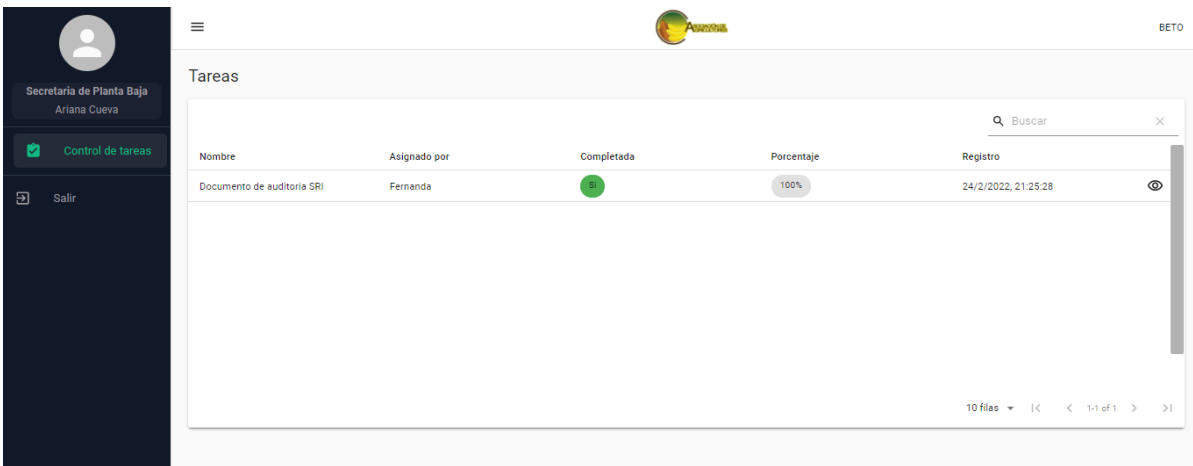 BETO
Secretaria de Planta Baja
Ariana Cueva
Control de tareas
Salir
Tareas
Buscar
Nombre Asignado por Completada Porcentaje Registro
Documento de auditoria SRI Fernanda Si 100% 24/2/2022, 21:25:28
10 filas 1-1 of 1